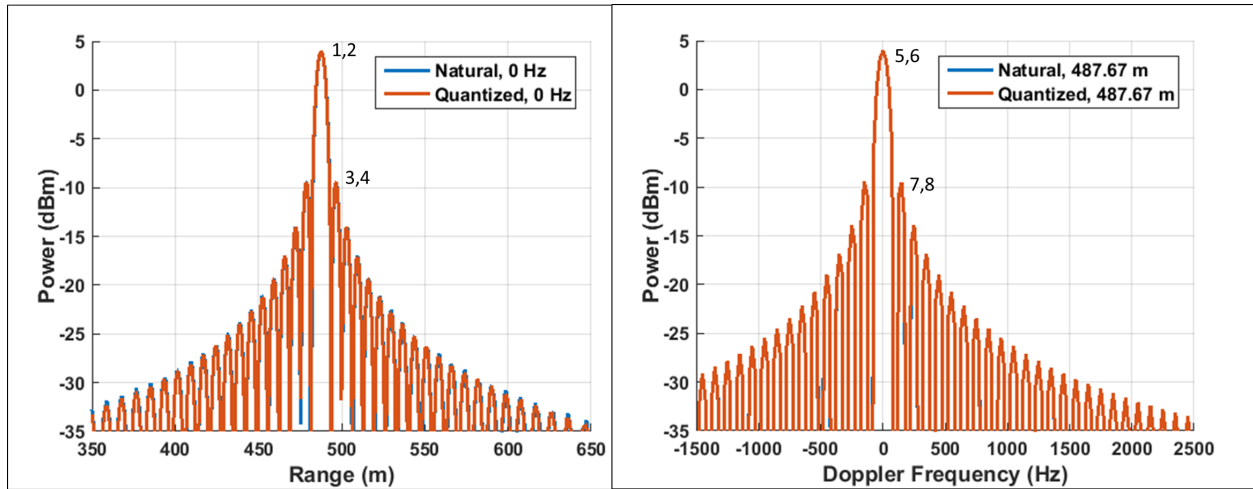 5
0
-5
-10
-15
-20
-25
-30
-35
Power (dBm)
350 400 450 500 550 600 650
Range (m)
1,2
3,4
Natural, 0 Hz
Quantized, 0 Hz
5
0
-5
-10
-15
-20
-25
-30
-35
Power (dBm)
-1500 -1000 -500 0 500 1000 1500 2000 2500
Doppler Frequency (Hz)
5,6
7,8
Natural, 487.67 m
Quantized, 487.67 m